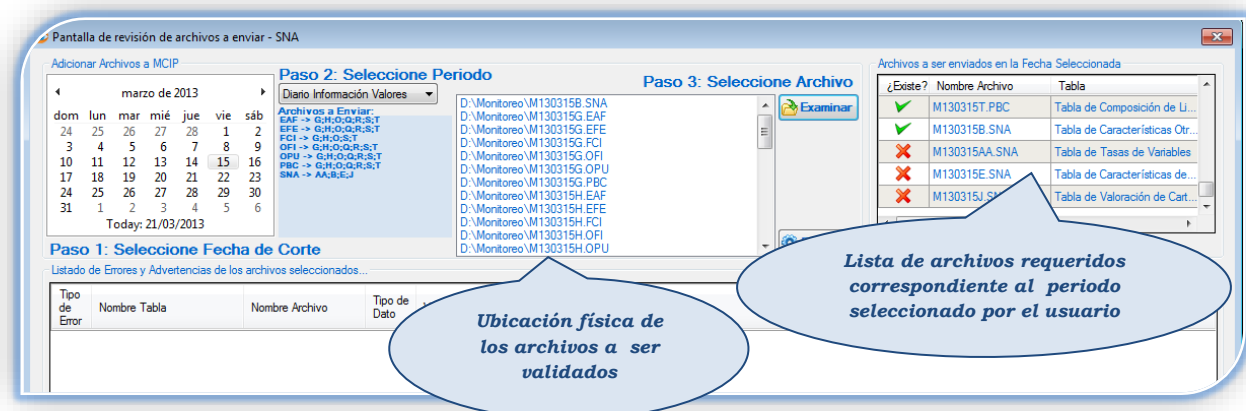 Pantalla de revisión de archivos a enviar - SNA
Adicionar Archivos a MCIP
marzo de 2013
dom lun mar mié jue vie sáb
24 25 26 27 28 1 2
3 4 5 6 7 8 9
10 11 12 13 14 15 16
17 18 19 20 21 22 23
24 25 26 27 28 29 30
31 1 2 3 4 5 6
Today: 21/03/2013
Paso 1: Seleccione Fecha de Corte
Paso 2: Seleccione Periodo
Diario Información Valores
Archivos a Enviar:
EAF -> G;H;O;Q;R;S;T
EFE -> G;H;O;Q;R;S;T
FCI -> G;H;O;S;T
OFI -> G;H;O;Q;R;S;T
OPU -> G;H;O;Q;R;S;T
PBC -> G;H;O;Q;R;S;T
SNA -> AA;B;E;J
Paso 3: Seleccione Archivo
D:\Monitoreo\M130315B.SNA
D:\Monitoreo\M130315G.EAF
D:\Monitoreo\M130315G.EFE
D:\Monitoreo\M130315G.FCI
D:\Monitoreo\M130315G.OFI
D:\Monitoreo\M130315G.OPU
D:\Monitoreo\M130315G.PBC
D:\Monitoreo\M130315H.EAF
D:\Monitoreo\M130315H.EFE
D:\Monitoreo\M130315H.FCI
D:\Monitoreo\M130315H.OFI
D:\Monitoreo\M130315H.OPU
Examinar
Archivos a ser enviados en la Fecha Seleccionada
¿Existe? Nombre Archivo Tabla
M130315T.PBC Tabla de Composición de Li...
M130315B.SNA Tabla de Características Otr...
M130315AA.SNA Tabla de Tasas de Variables
M130315E.SNA Tabla de Características de...
M130315J.S Tabla de Valoración de Cart...
Listado de Errores y Advertencias de los archivos seleccionados...
Tipo de Error
Nombre Tabla
Nombre Archivo
Tipo de Dato
Ubicación física de
los archivos a ser
validados
Lista de archivos requeridos
correspondiente al periodo
seleccionado por el usuario